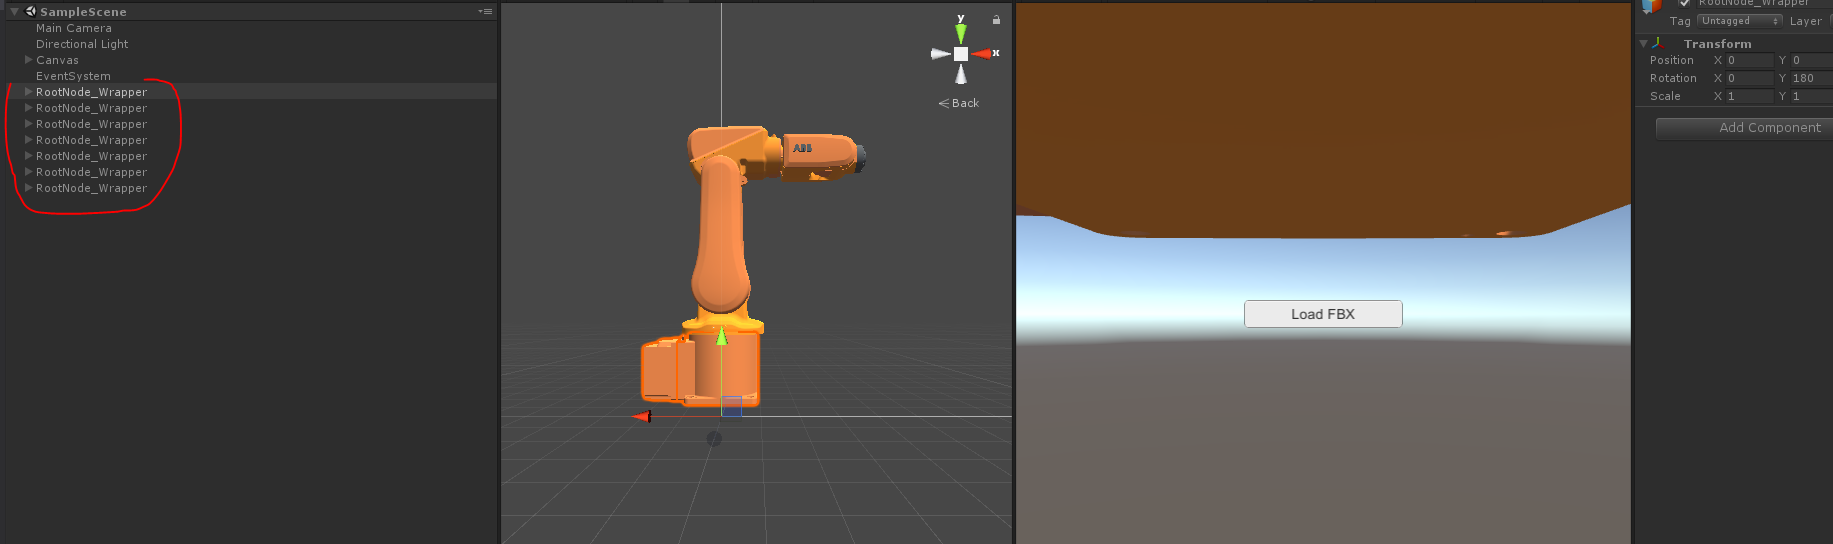 SampleScene
Main Camera
Directional Light
Canvas
EventSystem
RootNode_Wrapper
RootNode_Wrapper
RootNode_Wrapper
RootNode_Wrapper
RootNode_Wrapper
RootNode_Wrapper
RootNode_Wrapper
y
x
Back
ABB
Load FBX
RootNode_Wrapper
Tag Untagged Layer
Transform
Position X 0 Y 0
Rotation X 0 Y 180
Scale X 1 Y 1
Add Component